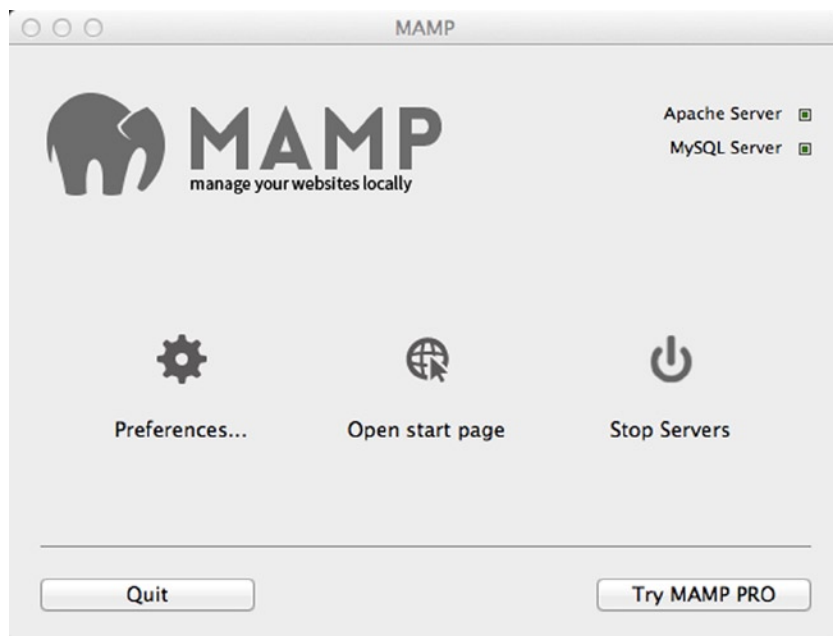 MAMP
MAMP
manage your websites locally
Apache Server
MySQL Server
Preferences...
Open start page
Stop Servers
Quit
Try MAMP PRO